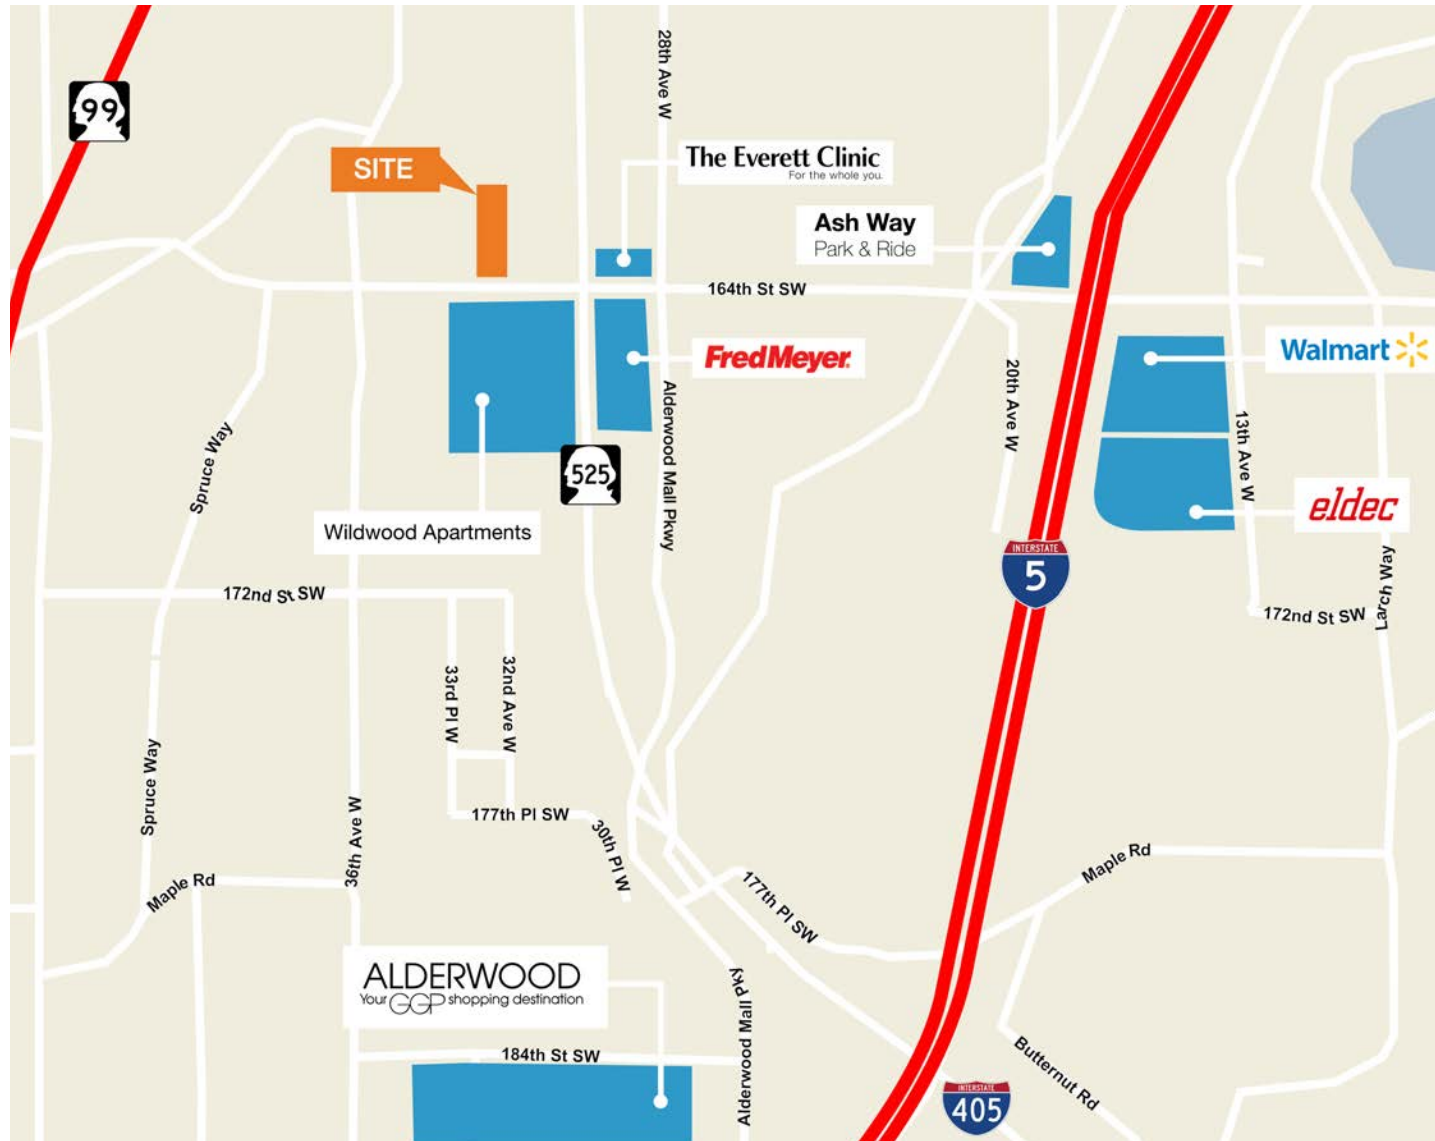 28th Ave W
99
SITE
The Everett Clinic
For the whole you.
Ash Way
Park & Ride
164th St SW
FredMeyer®
Walmart
20th Ave W
Alderwood Mall Pkwy
13th Ave W
Spruce Way
525
eldec
Wildwood Apartments
INTERSTATE
5
172nd St SW
172nd St SW
Larch Way
33rd Pl W
32nd Ave W
Spruce Way
36th Ave W
177th Pl SW
30th Pl W
Maple Rd
Maple Rd
177th Pl SW
ALDERWOOD
Your GGP shopping destination
Alderwood Mall Pky
184th St SW
Butternut Rd
INTERSTATE
405